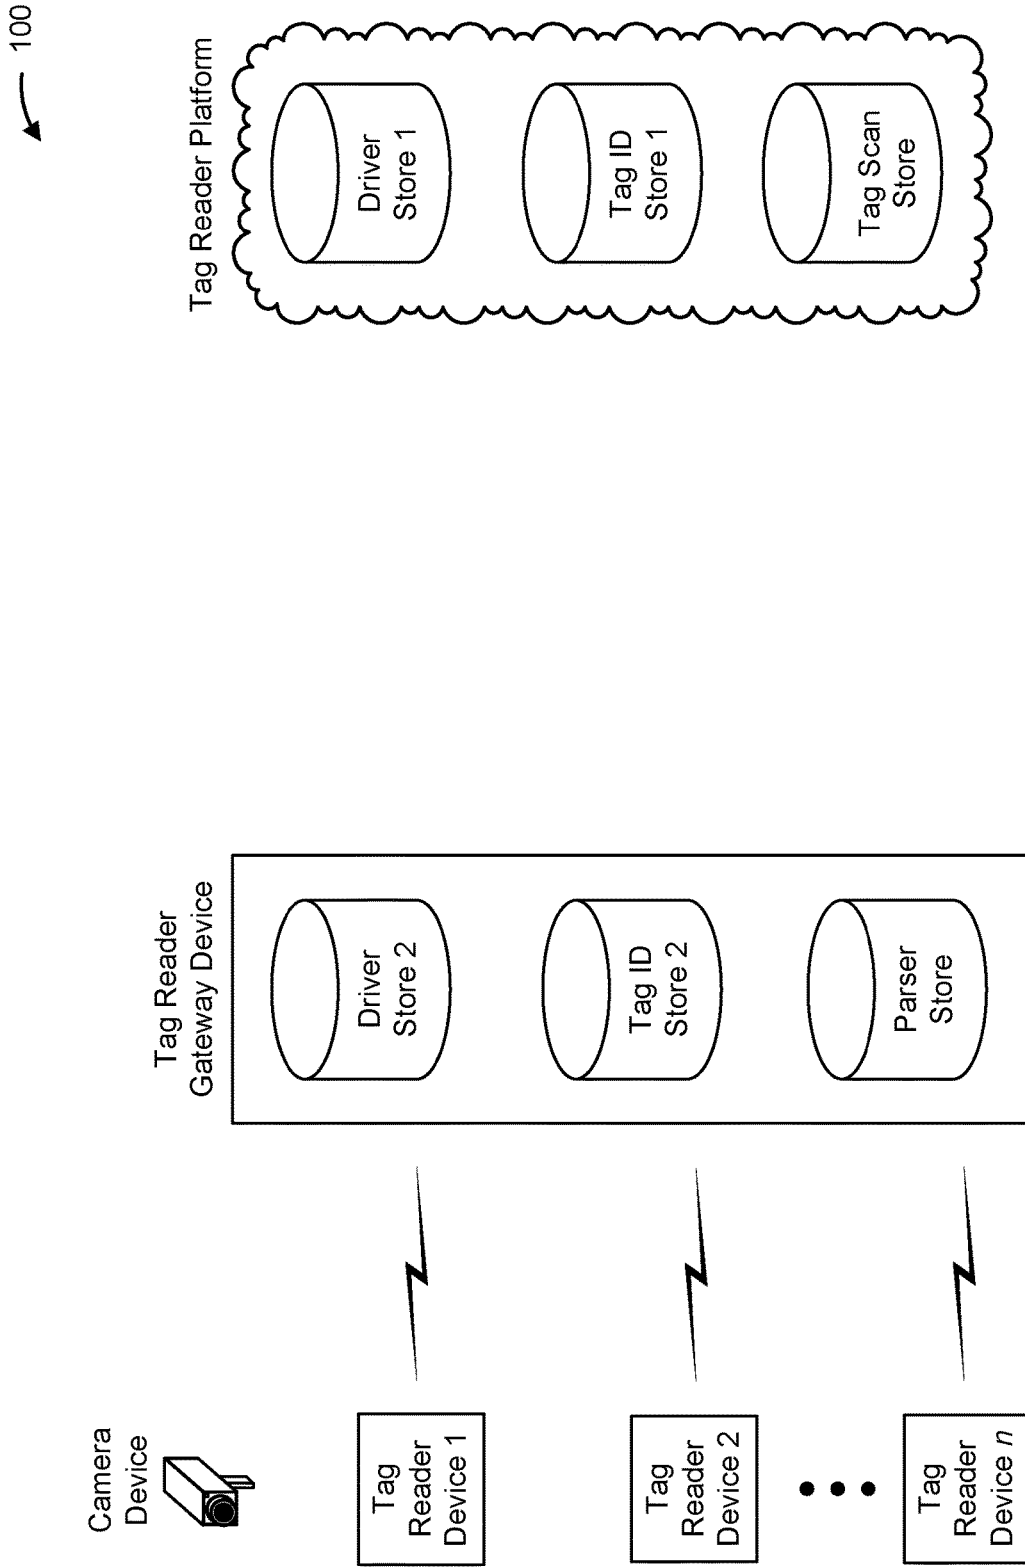 100
Camera
Device
Tag Reader
Gateway Device
Tag Reader Platform
Tag
Reader
Device 1
Driver
Store 2
Driver
Store 1
Tag
Reader
Device 2
Tag ID
Store 2
Tag ID
Store 1
Tag
Reader
Device n
Parser
Store
Tag Scan
Store